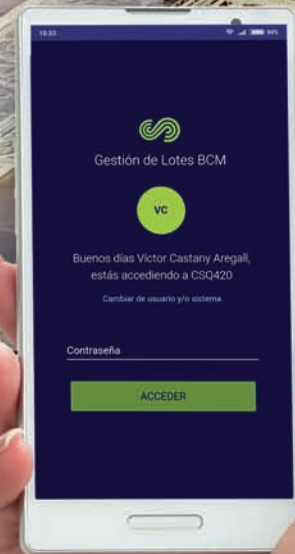 18:33
90%
Gestión de Lotes BCM
VC
Buenos días Víctor Castany Aregall,
estás accediendo a CSQ420
Cambiar de usuario y/o sistema
Contraseña
ACCEDER